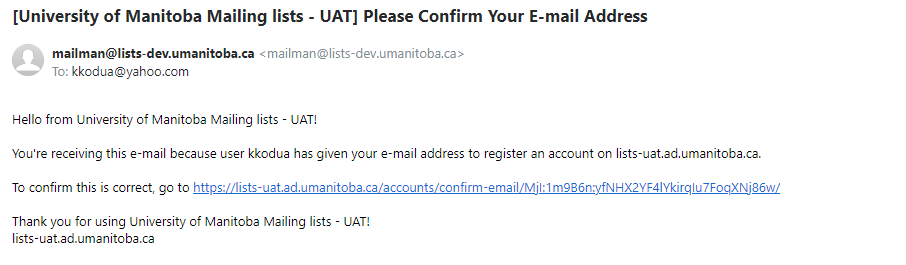 [University of Manitoba Mailing lists - UAT] Please Confirm Your E-mail Address
mailman@lists-dev.umanitoba.ca <mailman@lists-dev.umanitoba.ca>
To: kkodua@yahoo.com
Hello from University of Manitoba Mailing lists - UAT!
You're receiving this e-mail because user kkodua has given your e-mail address to register an account on lists-uat.ad.umanitoba.ca.
To confirm this is correct, go to https://lists-uat.ad.umanitoba.ca/accounts/confirm-email/MjI:1m9B6n:yfNHX2YF4lYkirqIu7FoqXNj86w/
Thank you for using University of Manitoba Mailing lists - UAT!
lists-uat.ad.umanitoba.ca